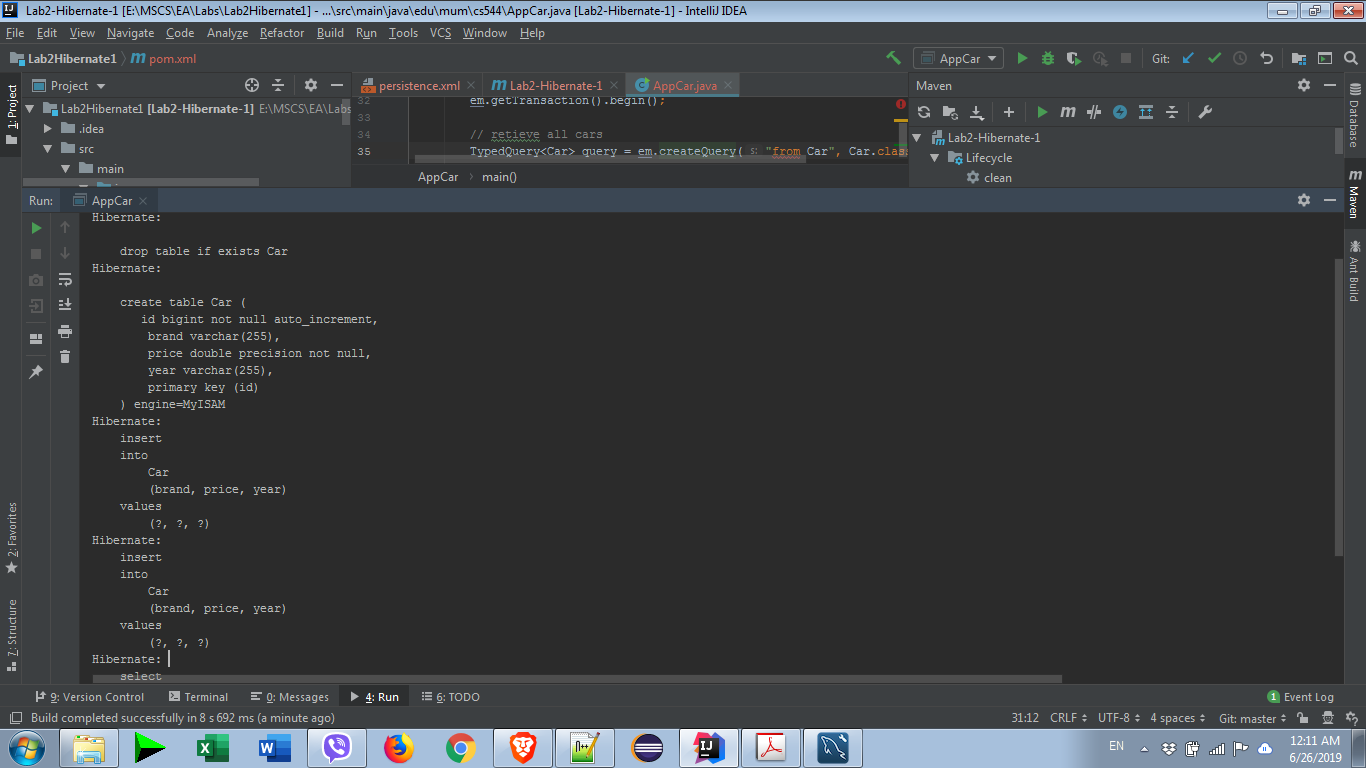 Lab2-Hibernate-1 [E:\MSCS\EA\Labs\Lab2Hibernate1] - ...\src\main\java\edu\mum\cs544\AppCar.java [Lab2-Hibernate-1] - IntelliJ IDEA
File Edit View Navigate Code Analyze Refactor Build Run Tools VCS Window Help
Lab2Hibernate1 pom.xml AppCar Git:
Project persistence.xml Lab2-Hibernate-1 AppCar.java Maven
Lab2Hibernate1 [Lab2-Hibernate-1] E:\MSCS\EA\Labs
.idea
src
main
32 em.getTransaction().begin();
33
34 // retieve all cars
35 TypedQuery<Car> query = em.createQuery( s: "from Car", Car.clas
AppCar main()
Lab2-Hibernate-1
Lifecycle
clean
1: Project
2: Favorites
7: Structure
Database
Maven
Ant Build
Run: AppCar
Hibernate:
drop table if exists Car
Hibernate:
create table Car (
id bigint not null auto_increment,
brand varchar(255),
price double precision not null,
year varchar(255),
primary key (id)
) engine=MyISAM
Hibernate:
insert
into
Car
(brand, price, year)
values
(?, ?, ?)
Hibernate:
insert
into
Car
(brand, price, year)
values
(?, ?, ?)
Hibernate:
select
9: Version Control Terminal 0: Messages 4: Run 6: TODO 1 Event Log
Build completed successfully in 8 s 692 ms (a minute ago) 31:12 CRLF UTF-8 4 spaces Git: master
EN 12:11 AM
6/26/2019